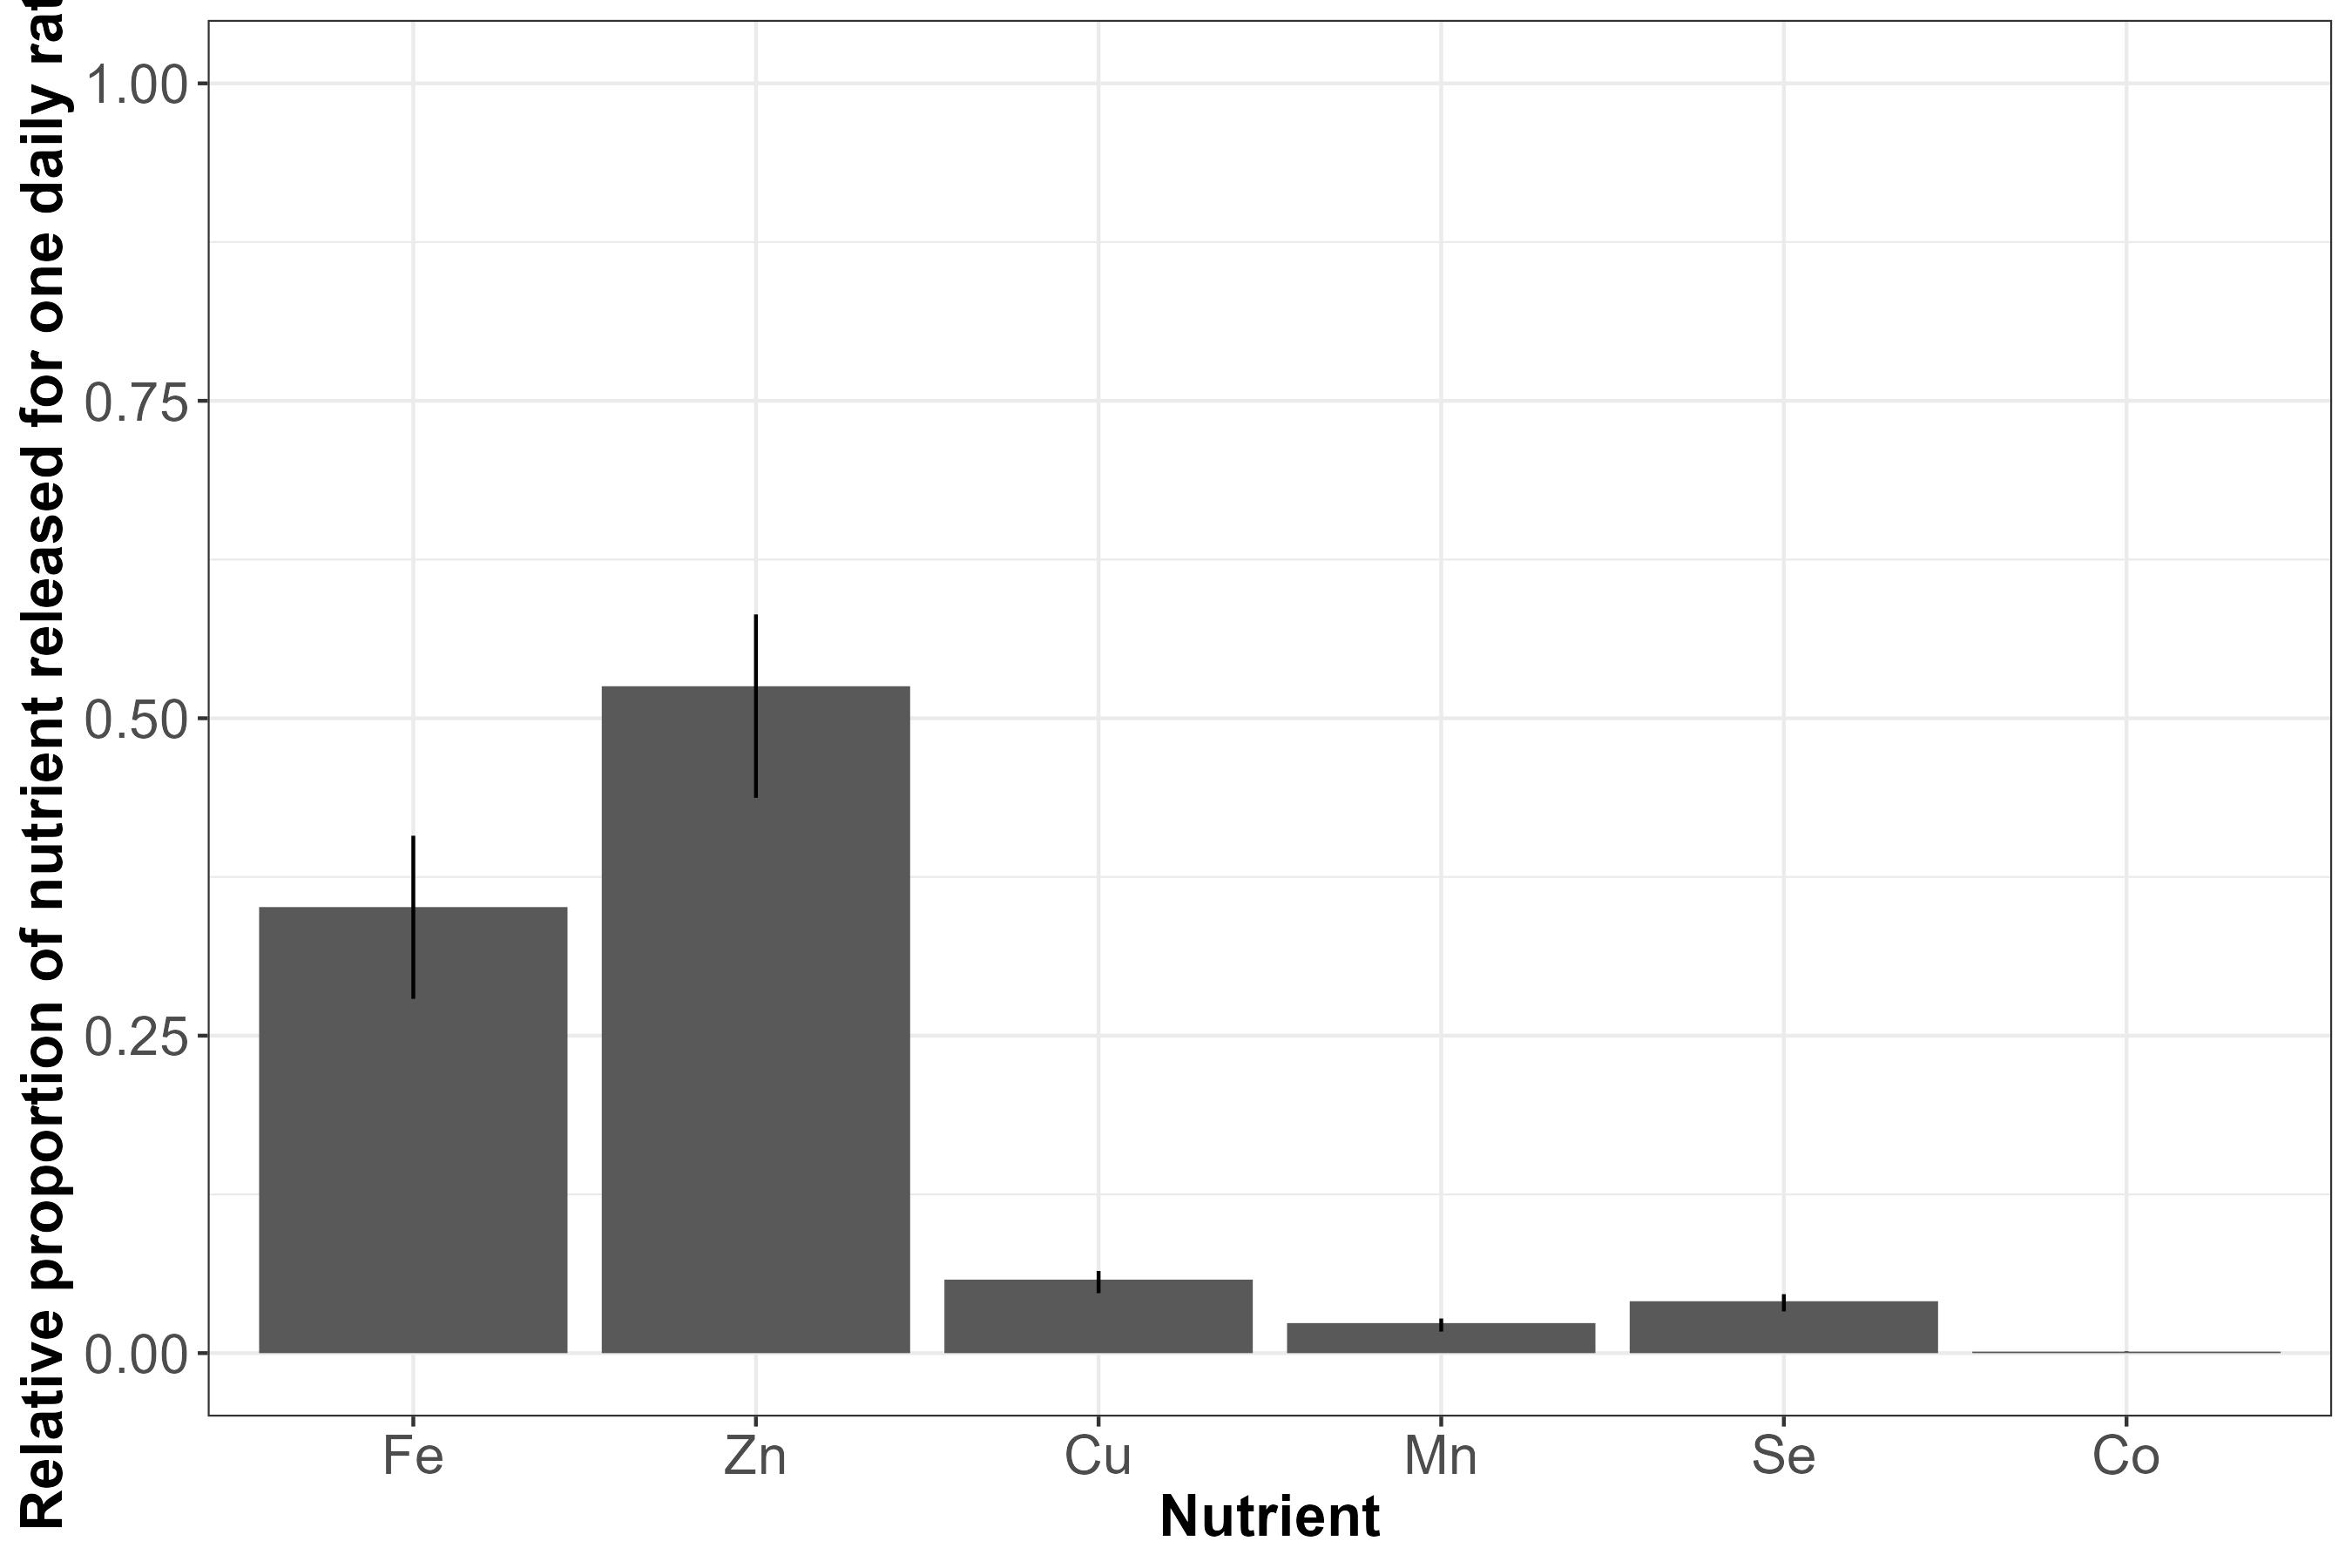 Relative proportion of nutrient released for one daily
1.00
0.75
0.50
0.25
0.00
Fe Zn Cu Mn Se Co
Nutrient